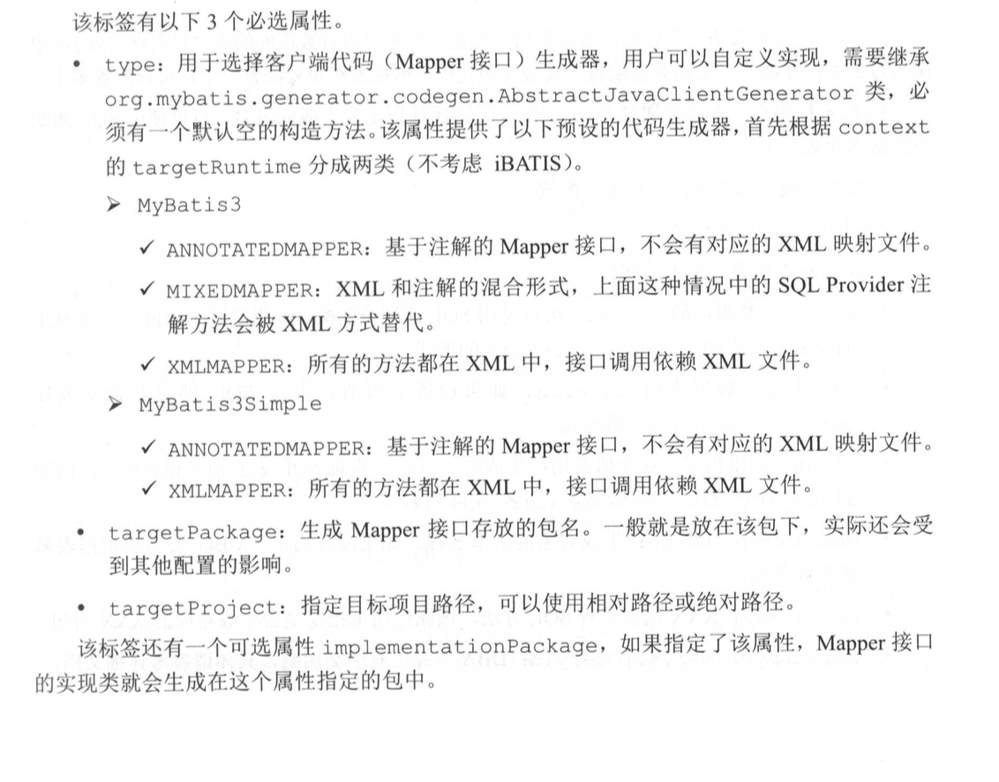 该标签有以下 3 个必选属性。
• type：用于选择客户端代码（Mapper 接口）生成器，用户可以自定义实现，需要继承
org.mybatis.generator.codegen.AbstractJavaClientGenerator 类，必
须有一个默认空的构造方法。该属性提供了以下预设的代码生成器，首先根据 context
的 targetRuntime 分成两类（不考虑 iBATIS）。
➢ MyBatis3
✓ ANNOTATEDMAPPER：基于注解的 Mapper 接口，不会有对应的 XML 映射文件。
✓ MIXEDMAPPER：XML 和注解的混合形式，上面这种情况中的 SQL Provider 注
解方法会被 XML 方式替代。
✓ XMLMAPPER：所有的方法都在 XML 中，接口调用依赖 XML 文件。
➢ MyBatis3Simple
✓ ANNOTATEDMAPPER：基于注解的 Mapper 接口，不会有对应的 XML 映射文件。
✓ XMLMAPPER：所有的方法都在 XML 中，接口调用依赖 XML 文件。
• targetPackage：生成 Mapper 接口存放的包名。一般就是放在该包下，实际还会受
到其他配置的影响。
• targetProject：指定目标项目路径，可以使用相对路径或绝对路径。
该标签还有一个可选属性 implementationPackage，如果指定了该属性，Mapper 接口
的实现类就会生成在这个属性指定的包中。